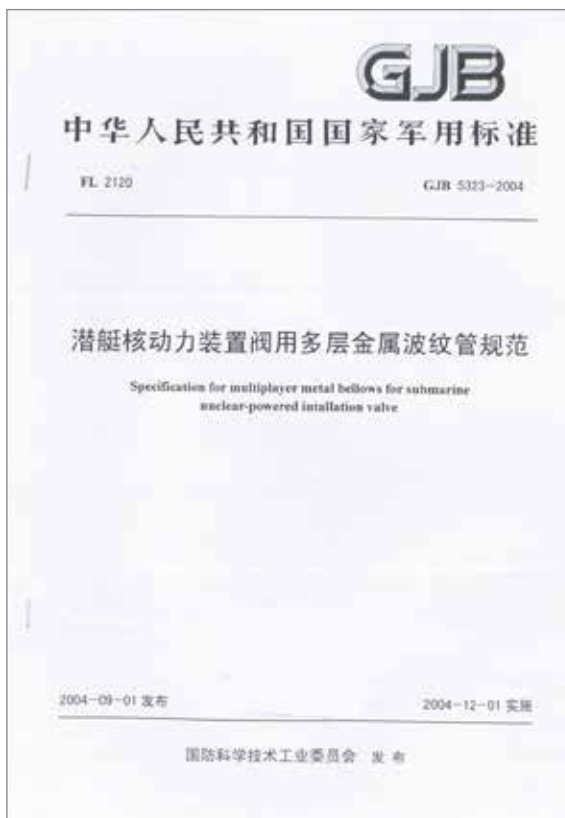 GJB
中华人民共和国国家军用标准
FL 2120
GJB 5323-2004
潜艇核动力装置阀用多层金属波纹管规范
Specification for multiplayer metal bellows for submarine
nuclear-powered intallation valve
2004-09-01 发布
2004-12-01 实施
国防科学技术工业委员会 发布